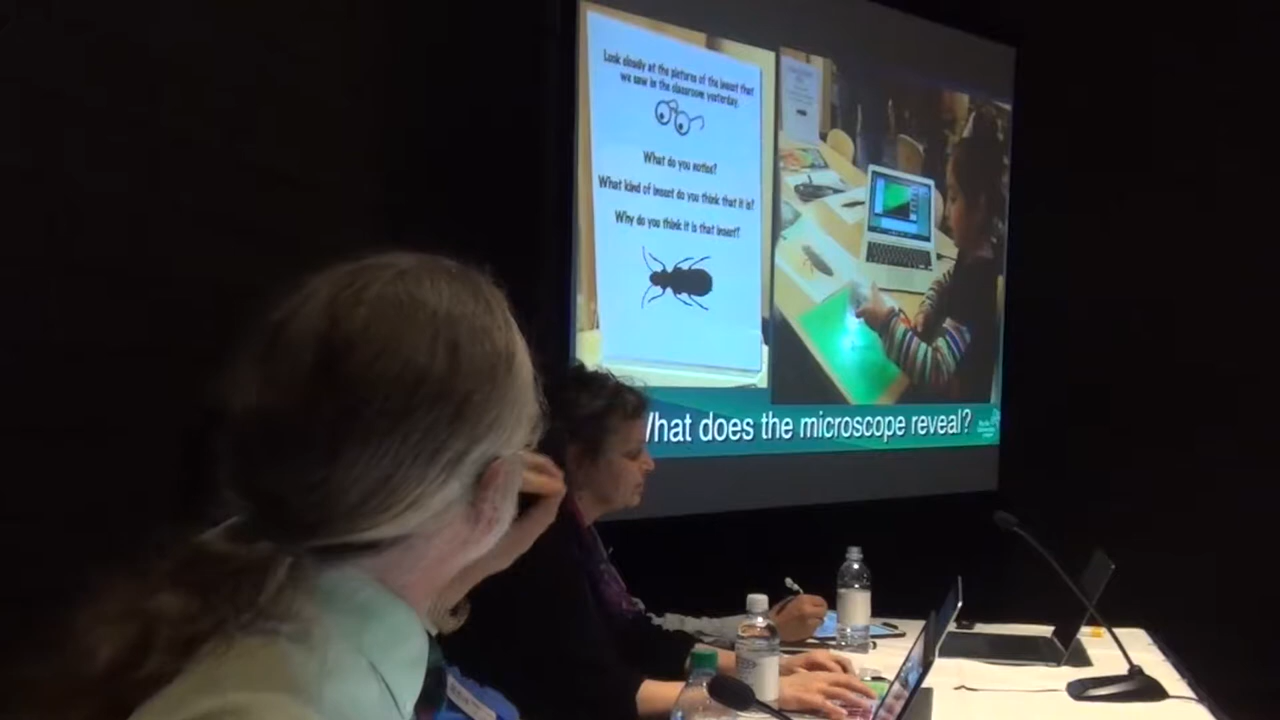 Look closely at the pictures of the insect that
we saw in the classroom yesterday.
What do you notice?
What kind of insect do you think that it is?
Why do you think it is that insect?
What does the microscope reveal?